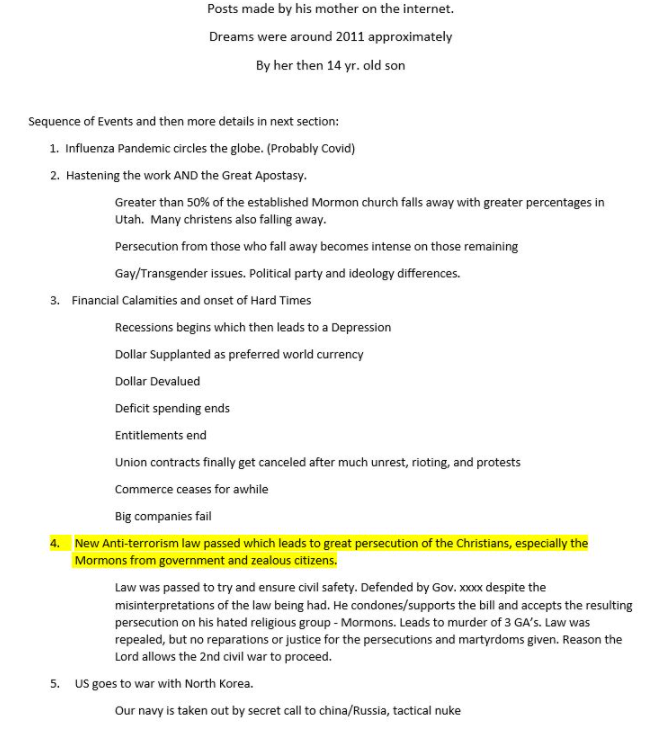 Posts made by his mother on the internet.
Dreams were around 2011 approximately
By her then 14 yr. old son
Sequence of Events and then more details in next section:
1. Influenza Pandemic circles the globe. (Probably Covid)
2. Hastening the work AND the Great Apostasy.
Greater than 50% of the established Mormon church falls away with greater percentages in
Utah. Many christens also falling away.
Persecution from those who fall away becomes intense on those remaining
Gay/Transgender issues. Political party and ideology differences.
3. Financial Calamities and onset of Hard Times
Recessions begins which then leads to a Depression
Dollar Supplanted as preferred world currency
Dollar Devalued
Deficit spending ends
Entitlements end
Union contracts finally get canceled after much unrest, rioting, and protests
Commerce ceases for awhile
Big companies fail
4. New Anti-terrorism law passed which leads to great persecution of the Christians, especially the
Mormons from government and zealous citizens.
Law was passed to try and ensure civil safety. Defended by Gov. xxxx despite the
misinterpretations of the law being had. He condones/supports the bill and accepts the resulting
persecution on his hated religious group - Mormons. Leads to murder of 3 GA's. Law was
repealed, but no reparations or justice for the persecutions and martyrdoms given. Reason the
Lord allows the 2nd civil war to proceed.
5. US goes to war with North Korea.
Our navy is taken out by secret call to china/Russia, tactical nuke